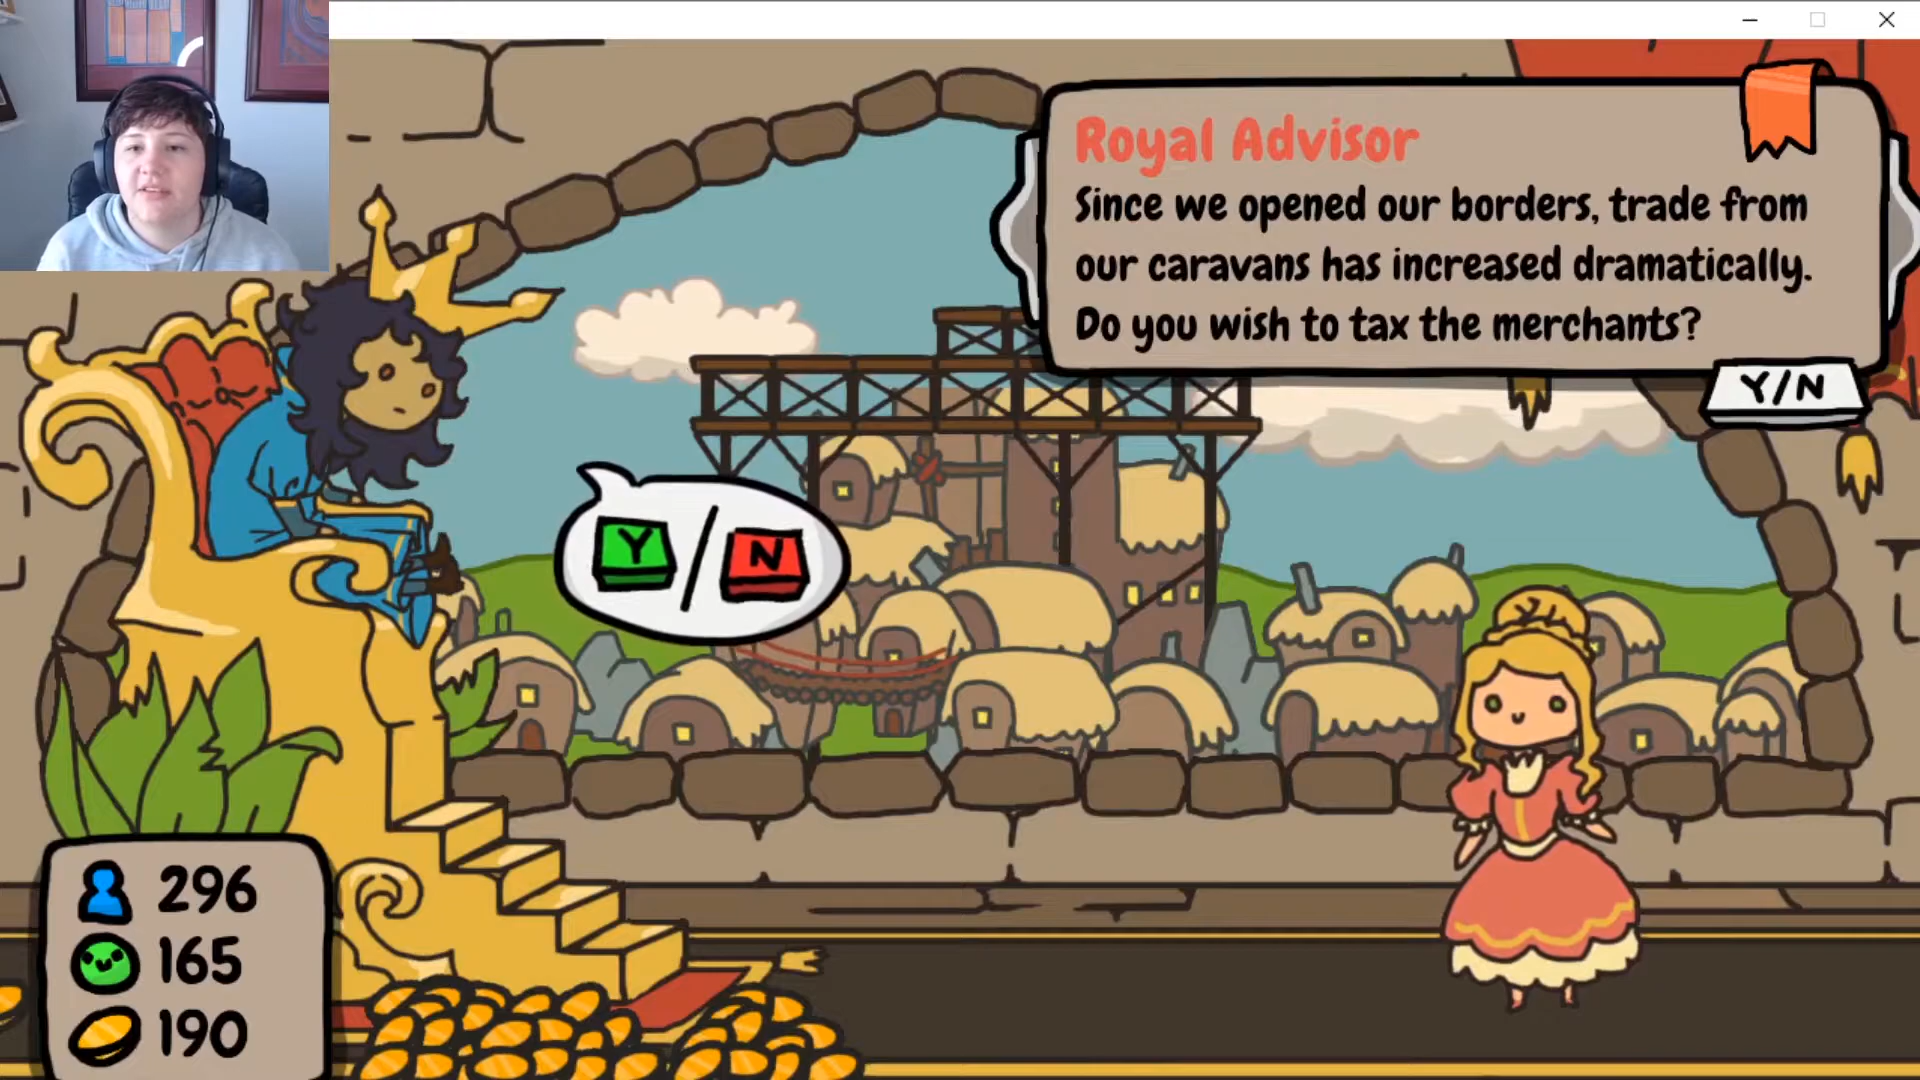 Royal Advisor
Since we opened our borders, trade from
our caravans has increased dramatically.
Do you wish to tax the merchants?
Y/N
Y/N
296
165
190